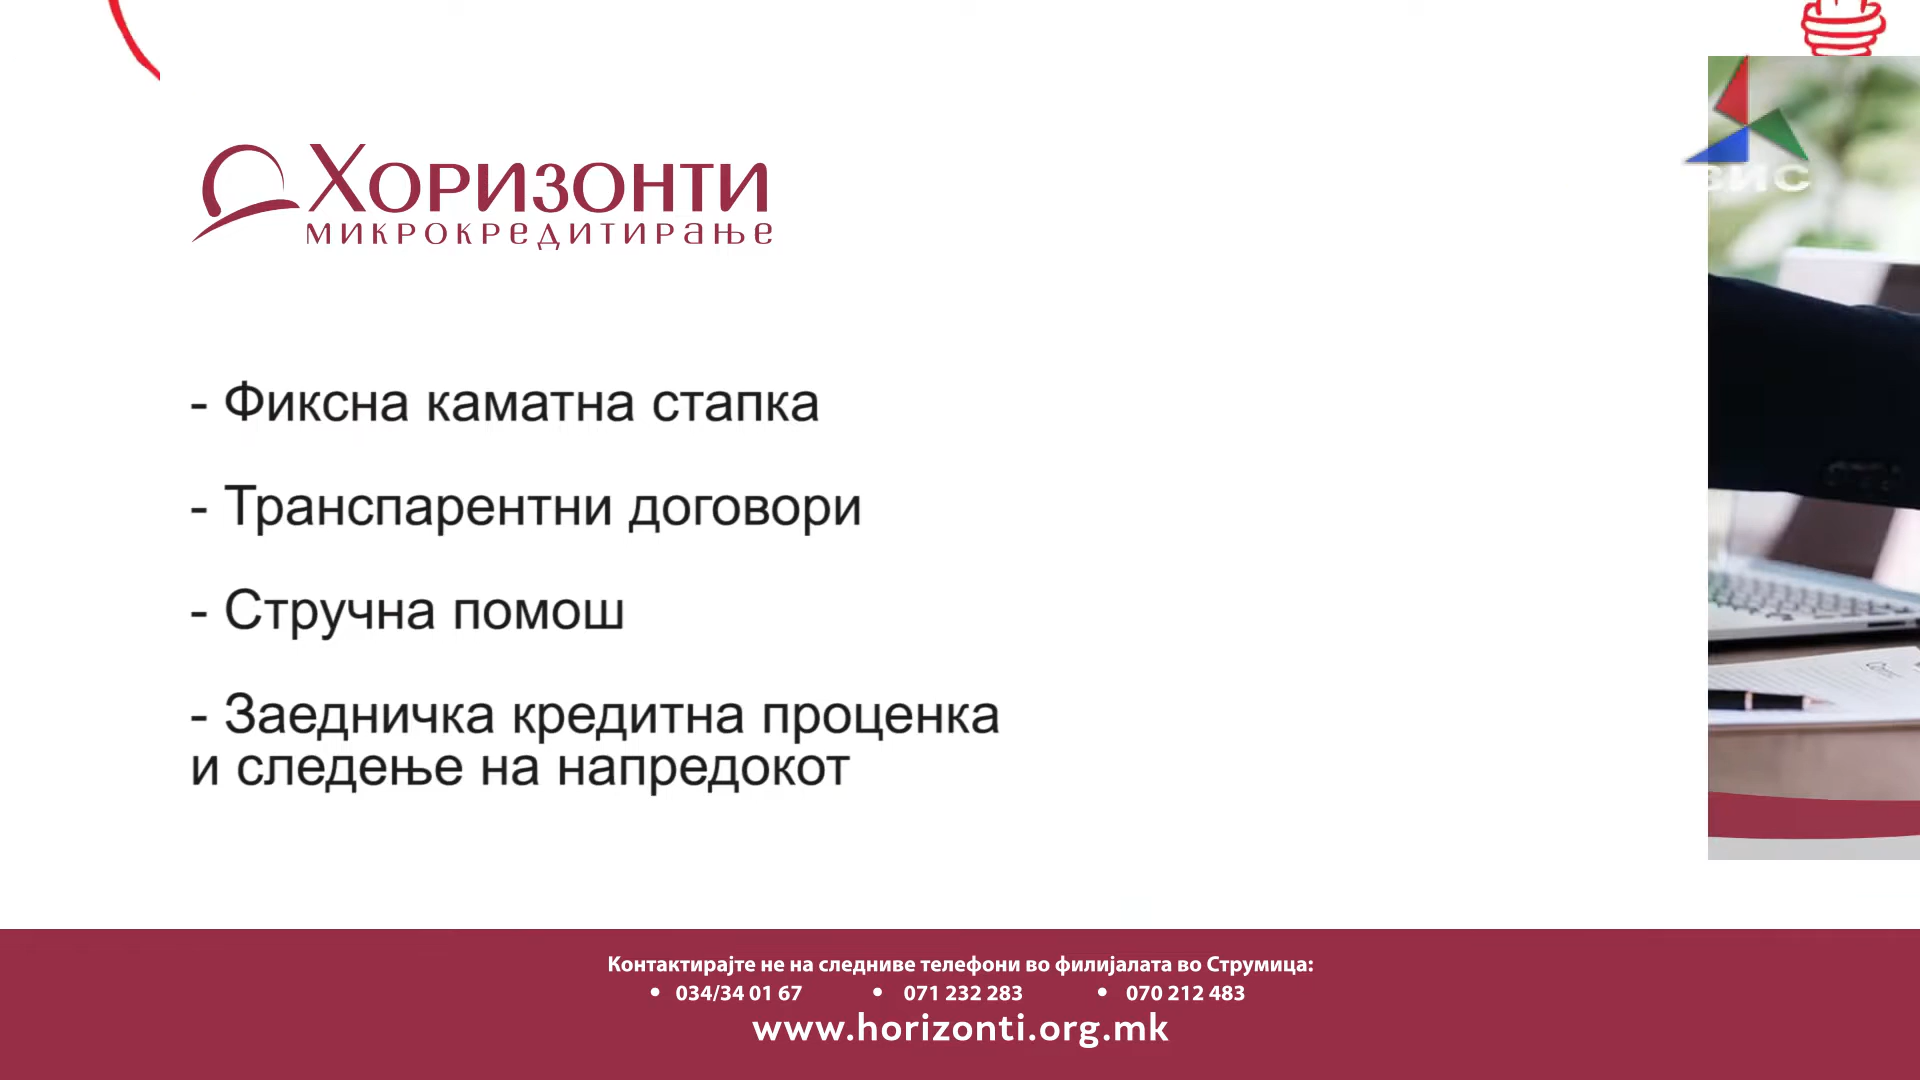 Хоризонти
микрокредитирање
ВИС
- Фиксна каматна стапка
- Транспарентни договори
- Стручна помош
- Заедничка кредитна проценка
и следење на напредокот
Контактирајте не на следниве телефони во филијалата во Струмица:
• 034/34 01 67 • 071 232 283 • 070 212 483
www.horizonti.org.mk